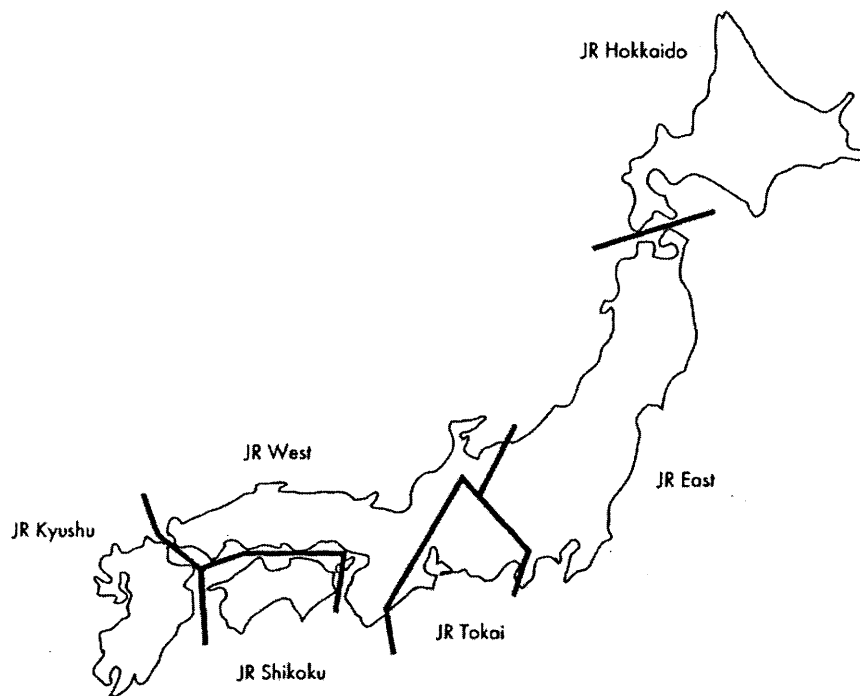 JR Hokkaido
JR West
JR East
JR Kyushu
JR Tokai
JR Shikoku